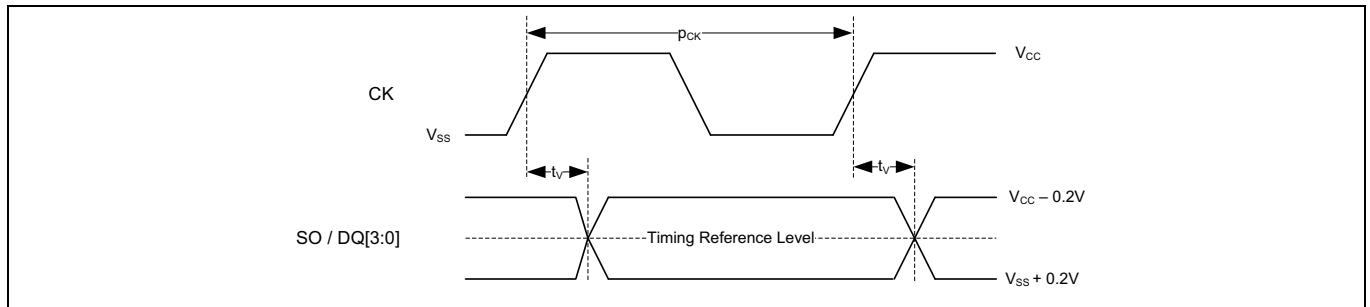 pCK
VCC
CK
VSS
tV
tV
VCC – 0.2V
SO / DQ[3:0]
Timing Reference Level
VSS + 0.2V